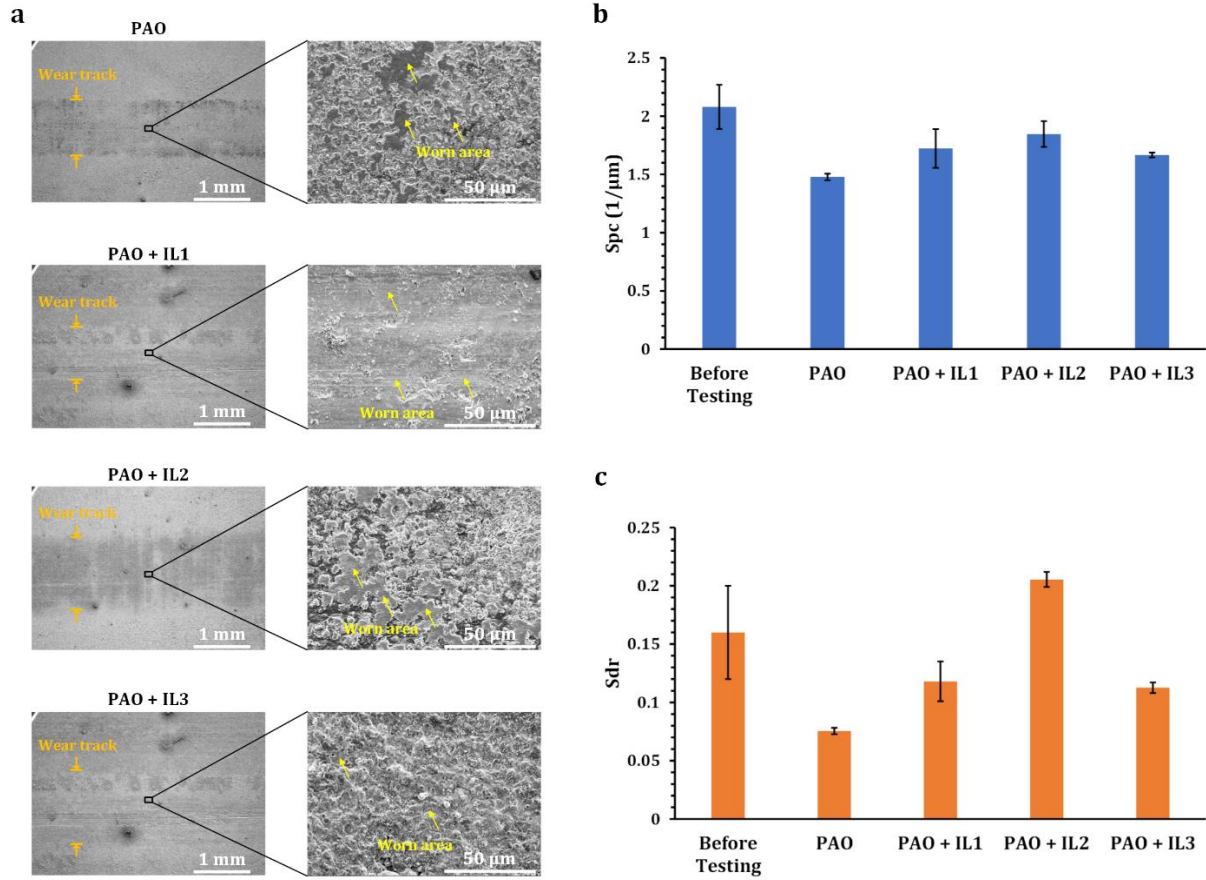 a
PAO
Wear track
1 mm
Worn area
50 µm
PAO + IL1
Wear track
1 mm
Worn area
50 µm
PAO + IL2
Wear track
1 mm
Worn area
50 µm
PAO + IL3
Wear track
1 mm
Worn area
50 µm
b
2.5
2
1.5
1
0.5
0
Spc (1/µm)
Before Testing
PAO
PAO + IL1
PAO + IL2
PAO + IL3
c
0.25
0.2
0.15
0.1
0.05
0
Sdr
Before Testing
PAO
PAO + IL1
PAO + IL2
PAO + IL3